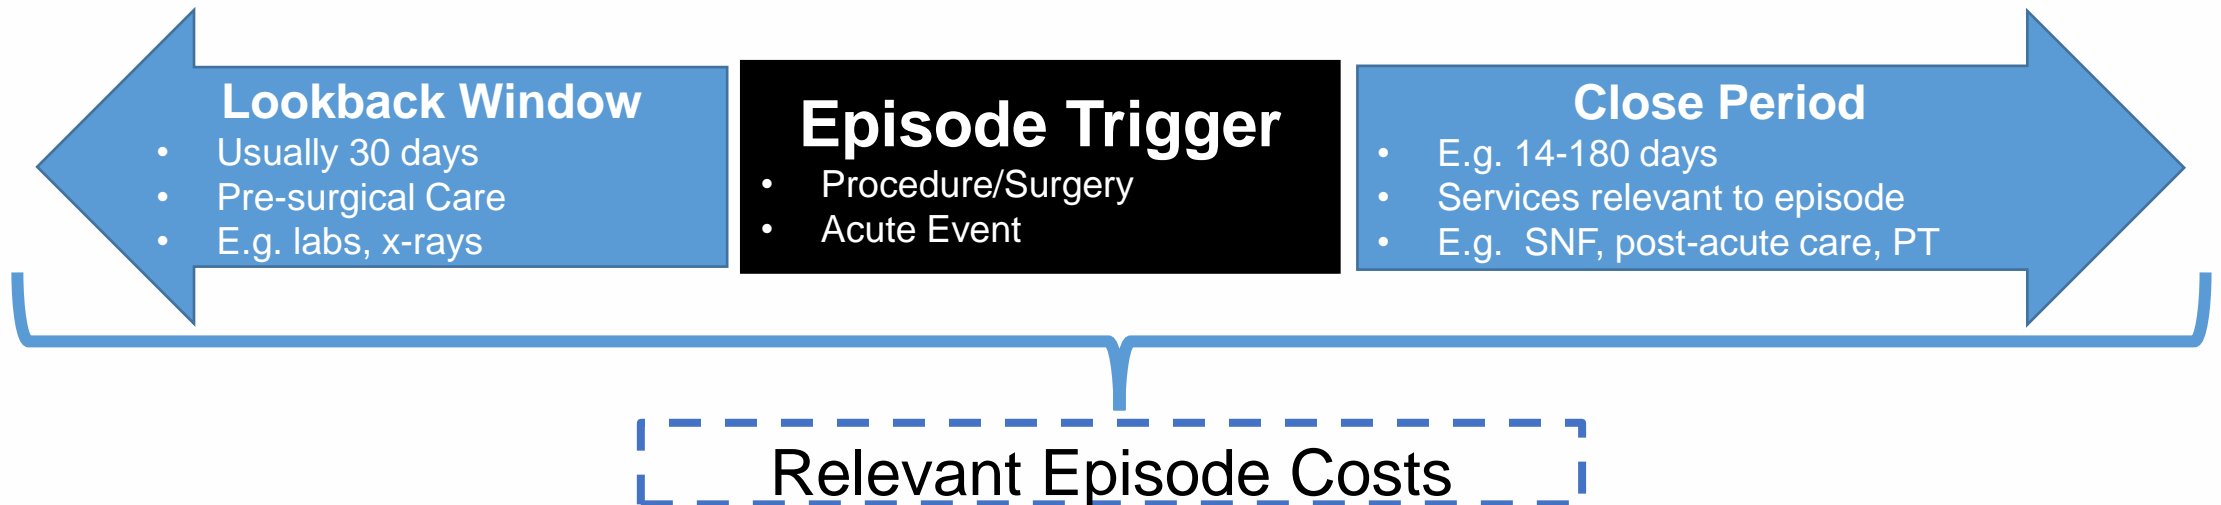 Lookback Window
• Usually 30 days
• Pre-surgical Care
• E.g. labs, x-rays
Episode Trigger
• Procedure/Surgery
• Acute Event
Close Period
• E.g. 14-180 days
• Services relevant to episode
• E.g.  SNF, post-acute care, PT
Relevant Episode Costs